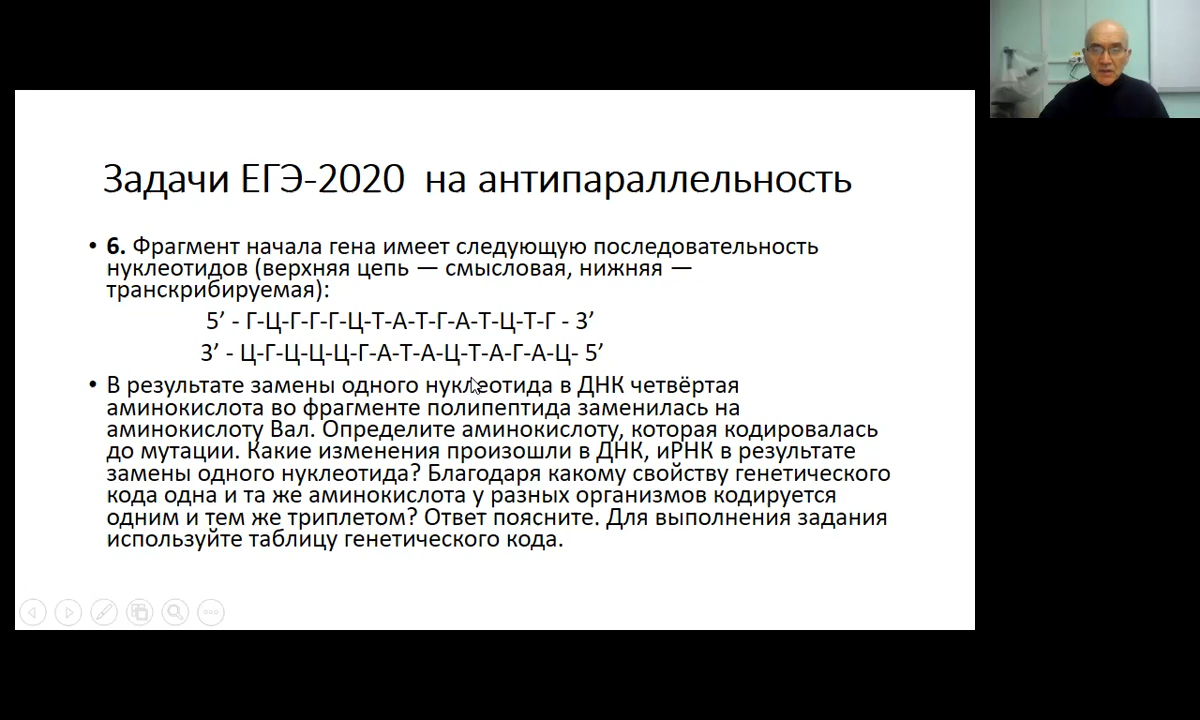 Задачи ЕГЭ-2020 на антипараллельность
• 6. Фрагмент начала гена имеет следующую последовательность
нуклеотидов (верхняя цепь — смысловая, нижняя —
транскрибируемая):
5’ - Г-Ц-Г-Г-Г-Ц-Т-А-Т-Г-А-Т-Ц-Т-Г - 3’
3’ - Ц-Г-Ц-Ц-Ц-Г-А-Т-А-Ц-Т-А-Г-А-Ц- 5’
• В результате замены одного нуклеотида в ДНК четвёртая
аминокислота во фрагменте полипептида заменилась на
аминокислоту Вал. Определите аминокислоту, которая кодировалась
до мутации. Какие изменения произошли в ДНК, иРНК в результате
замены одного нуклеотида? Благодаря какому свойству генетического
кода одна и та же аминокислота у разных организмов кодируется
одним и тем же триплетом? Ответ поясните. Для выполнения задания
используйте таблицу генетического кода.